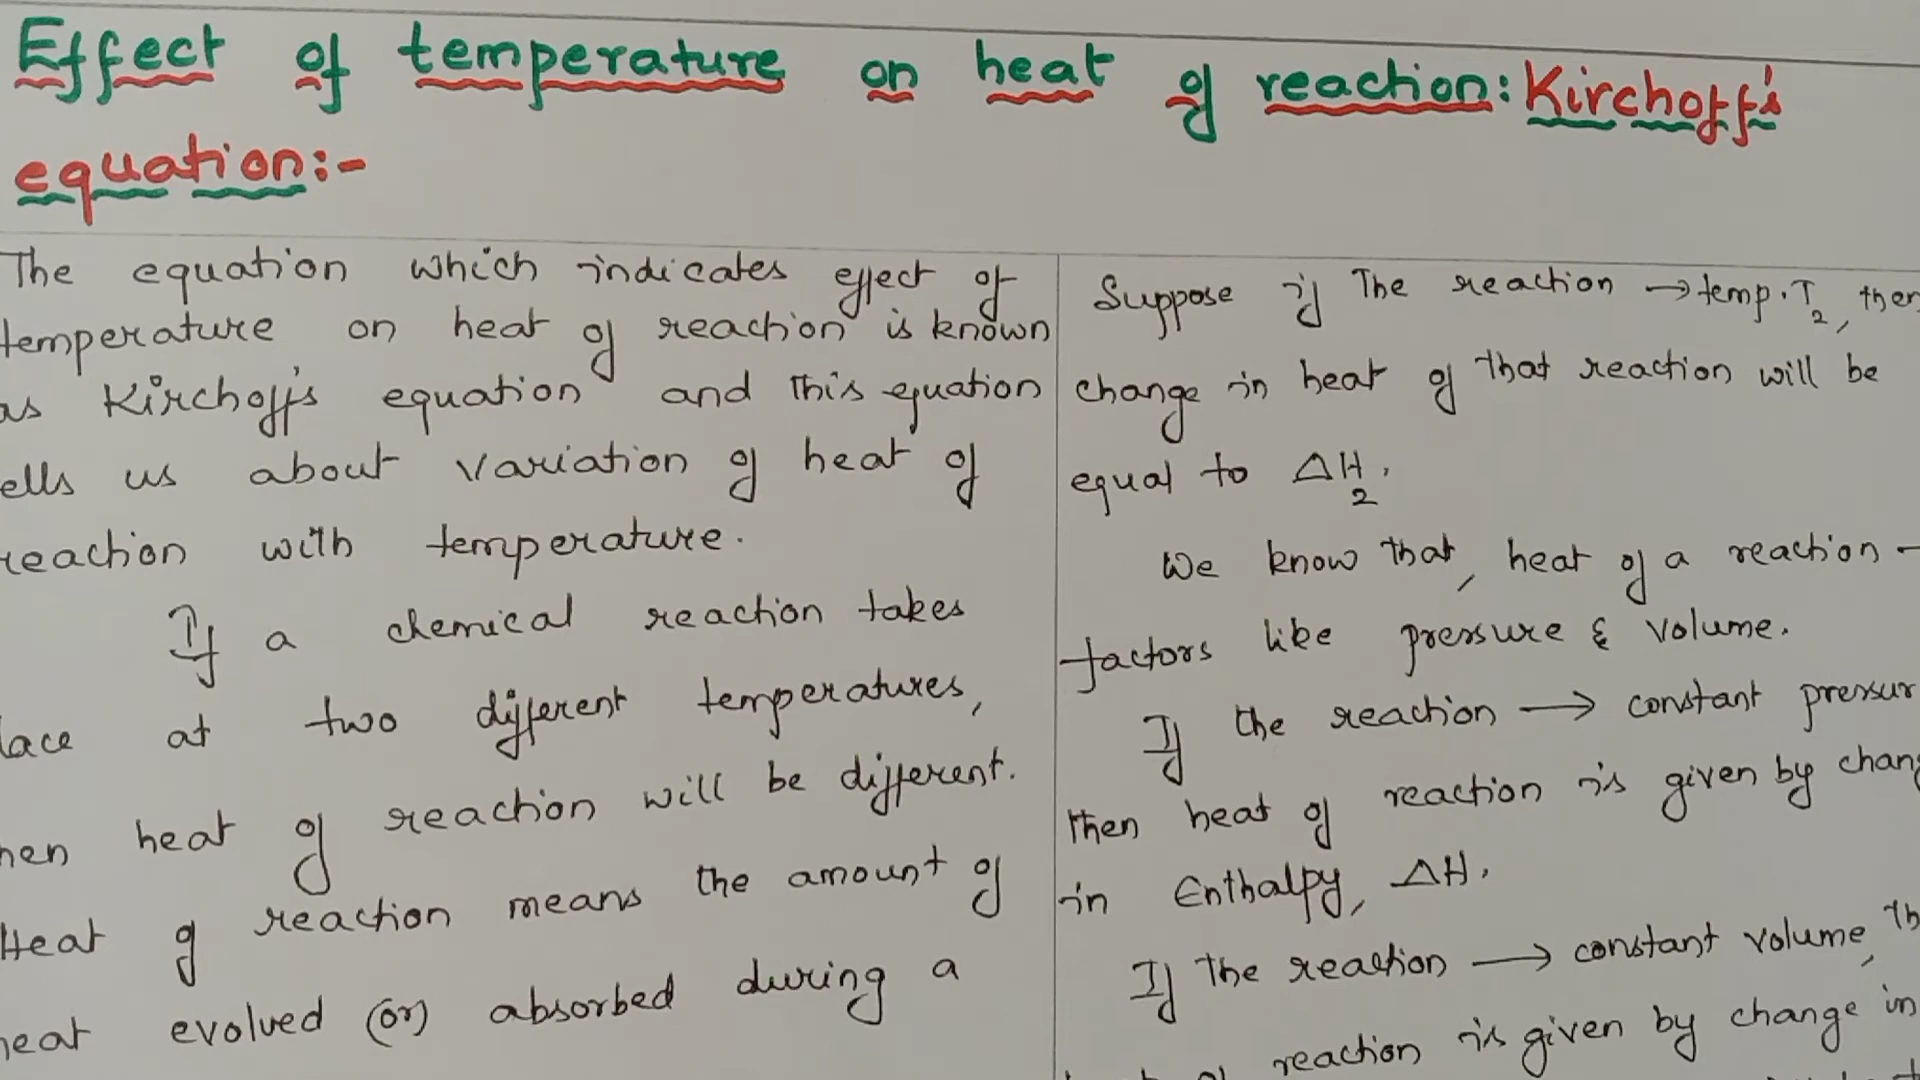 Effect of temperature on heat of reaction: Kirchoff's
equation:-
The equation which indicates effect of
temperature on heat of reaction is known
as Kirchoff's equation and this equation
ells us about variation of heat of
reaction with temperature.
If a chemical reaction takes
lace at two different temperatures,
hen heat of reaction will be different.
Heat of reaction means the amount of
heat evolved (or) absorbed during a
Suppose if The reaction → temp. T₂, then
change in heat of that reaction will be
equal to ΔH₂.
We know that, heat of a reaction -
factors like pressure & volume.
If the reaction → constant pressur
then heat of reaction is given by chang
in Enthalpy, ΔH.
If the reaction → constant volume, th
reaction is given by change in